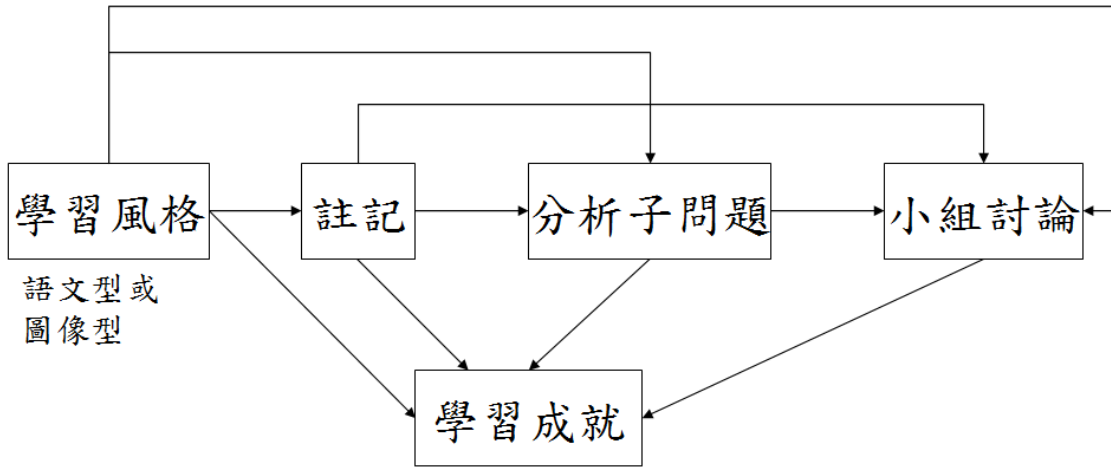 學習風格
註記
分析子問題
小組討論
語文型或
圖像型
學習成就